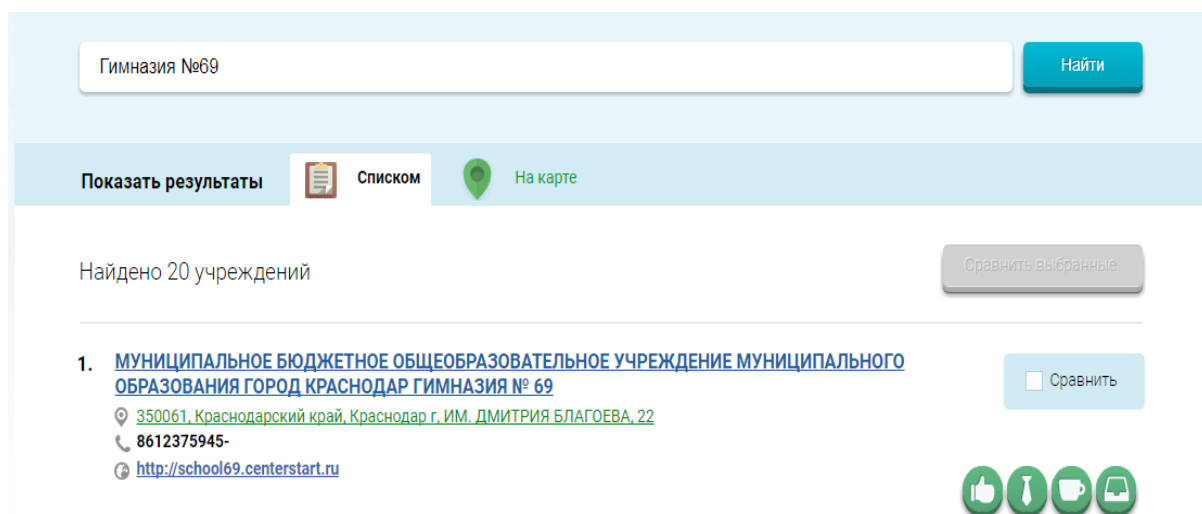 Гимназия №69
Найти
Показать результаты
Списком
На карте
Найдено 20 учреждений
Сравнить выбранные
1. МУНИЦИПАЛЬНОЕ БЮДЖЕТНОЕ ОБЩЕОБРАЗОВАТЕЛЬНОЕ УЧРЕЖДЕНИЕ МУНИЦИПАЛЬНОГО
ОБРАЗОВАНИЯ ГОРОД КРАСНОДАР ГИМНАЗИЯ № 69
Сравнить
350061, Краснодарский край, Краснодар г, ИМ. ДМИТРИЯ БЛАГОЕВА, 22
8612375945-
http://school69.centerstart.ru